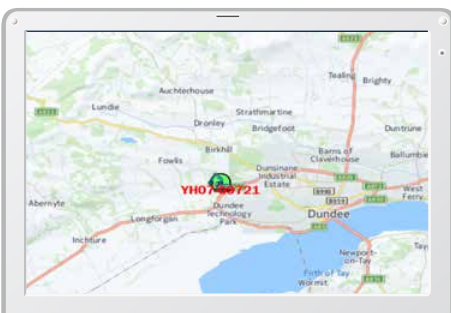 Tealing
Brighty
Auchterhouse
Lundie
Strathmartine
Dronley
Bridgefoot
Duntrune
Birkhill
Barns of
Claverhouse
Ballumbie
Fowlis
Dunsinane
Industrial
Estate
Abernyte
Dundee
Technology
Park
West
Ferry
Longforgan
Dundee
Inchture
Newport-
on-Tay
Tay
Firth of Tay
Wormit